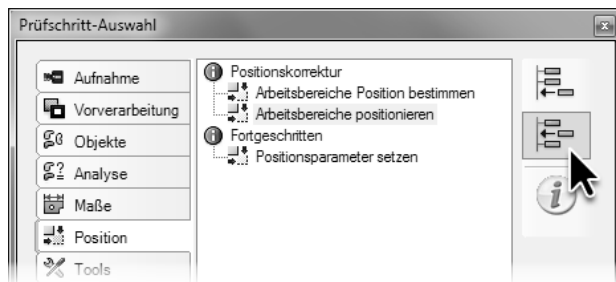 Prüfschritt-Auswahl
Aufnahme
Vorverarbeitung
Objekte
Analyse
Maße
Position
Tools
Positionskorrektur
Arbeitsbereiche Position bestimmen
Arbeitsbereiche positionieren
Fortgeschritten
Positionsparameter setzen